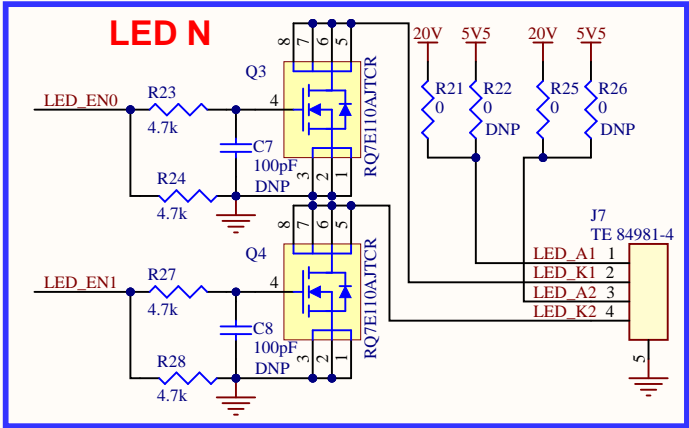 LED N
8 7 6 5
20V 5V5 20V 5V5
Q3
R21 R22 R25 R26
0 0 0 0
DNP DNP
LED_EN0
R23
4.7k
4
RQ7E110AJTCR
C7
100pF
DNP
R24
4.7k
3 2 1
8 7 6 5
Q4
J7
TE 84981-4
LED_A1 1
LED_K1 2
LED_A2 3
LED_K2 4
5
LED_EN1
R27
4.7k
4
RQ7E110AJTCR
C8
100pF
DNP
R28
4.7k
3 2 1